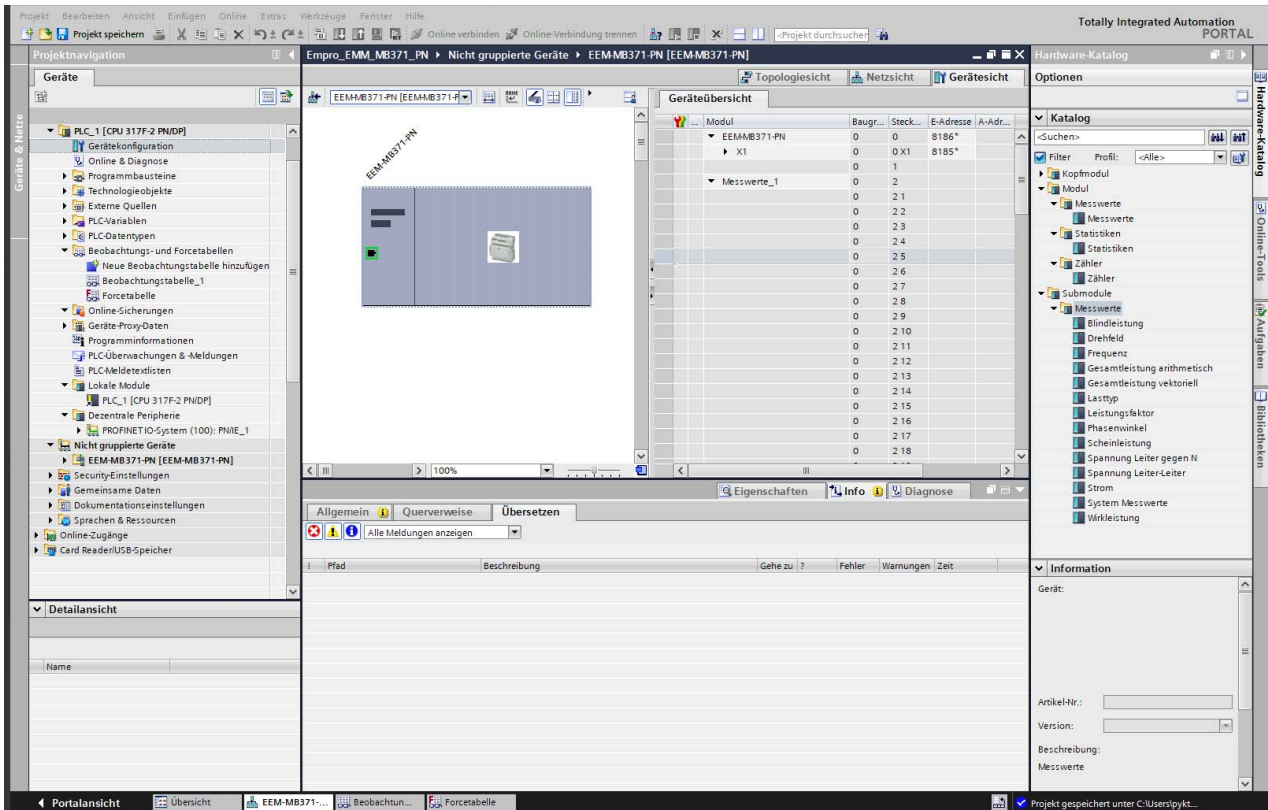 Projekt Bearbeiten Ansicht Einfügen Online Extras Werkzeuge Fenster Hilfe
Totally Integrated Automation
PORTAL
Projekt speichern Online verbinden Online-Verbindung trennen <Projekt durchsuchen
Projektnavigation
Empro_EMM_MB371_PN Nicht gruppierte Geräte EEM-MB371-PN [EEM-MB371-PN]
Hardware-Katalog
Geräte
Topologiesicht Netzsicht Gerätesicht
Optionen
EEM-MB371-PN [EEM-MB371-P
Geräteübersicht
Geräte & Netze
PLC_1 [CPU 317F-2 PN/DP]
Gerätekonfiguration
Online & Diagnose
Programmbausteine
Technologieobjekte
Externe Quellen
PLC-Variablen
PLC-Datentypen
Beobachtungs- und Forcetabellen
Neue Beobachtungstabelle hinzufügen
Beobachtungstabelle_1
Forcetabelle
Online-Sicherungen
Geräte-Proxy-Daten
Programminformationen
PLC-Überwachungen & -Meldungen
PLC-Meldetextlisten
Lokale Module
PLC_1 [CPU 317F-2 PN/DP]
Dezentrale Peripherie
PROFINET IO-System (100): PN/IE_1
Nicht gruppierte Geräte
EEM-MB371-PN [EEM-MB371-PN]
Security-Einstellungen
Gemeinsame Daten
Dokumentationseinstellungen
Sprachen & Ressourcen
Online-Zugänge
Card Reader/USB-Speicher
Detailansicht
Name
EEM-MB371-PN
100%
... Modul Baugr... Steck... E-Adresse A-Adr...
EEM-MB371-PN 0 0 8186*
X1 0 0 X1 8185*
0 1
Messwerte_1 0 2
0 2 1
0 2 2
0 2 3
0 2 4
0 2 5
0 2 6
0 2 7
0 2 8
0 2 9
0 2 10
0 2 11
0 2 12
0 2 13
0 2 14
0 2 15
0 2 16
0 2 17
0 2 18
Eigenschaften Info Diagnose
Allgemein Querverweise Übersetzen
Alle Meldungen anzeigen
! Pfad Beschreibung Gehe zu ? Fehler Warnungen Zeit
Katalog
<Suchen>
Filter Profil: <Alle>
Kopfmodul
Modul
Messwerte
Messwerte
Statistiken
Statistiken
Zähler
Zähler
Submodule
Messwerte
Blindleistung
Drehfeld
Frequenz
Gesamtleistung arithmetisch
Gesamtleistung vektoriell
Lasttyp
Leistungsfaktor
Phasenwinkel
Scheinleistung
Spannung Leiter gegen N
Spannung Leiter-Leiter
Strom
System Messwerte
Wirkleistung
Information
Gerät:
Artikel-Nr.:
Version:
Beschreibung:
Messwerte
Hardware-Katalog
Online-Tools
Aufgaben
Bibliotheken
Portalansicht Übersicht EEM-MB371-... Beobachtun... Forcetabelle
Projekt gespeichert unter C:\Users\pykt...